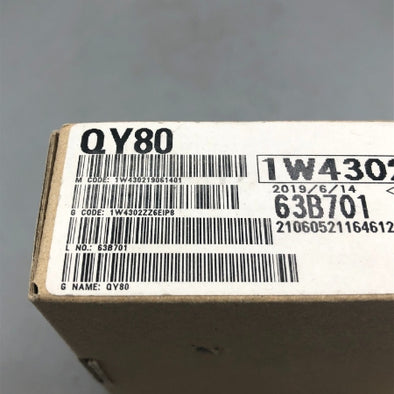 QY80
M CODE: 1W430219061401
1W4302
2019/6/14
G CODE: 1W4302ZZ6EIP8
63B701
21060521164612
L NO.: 63B701
G NAME: QY80